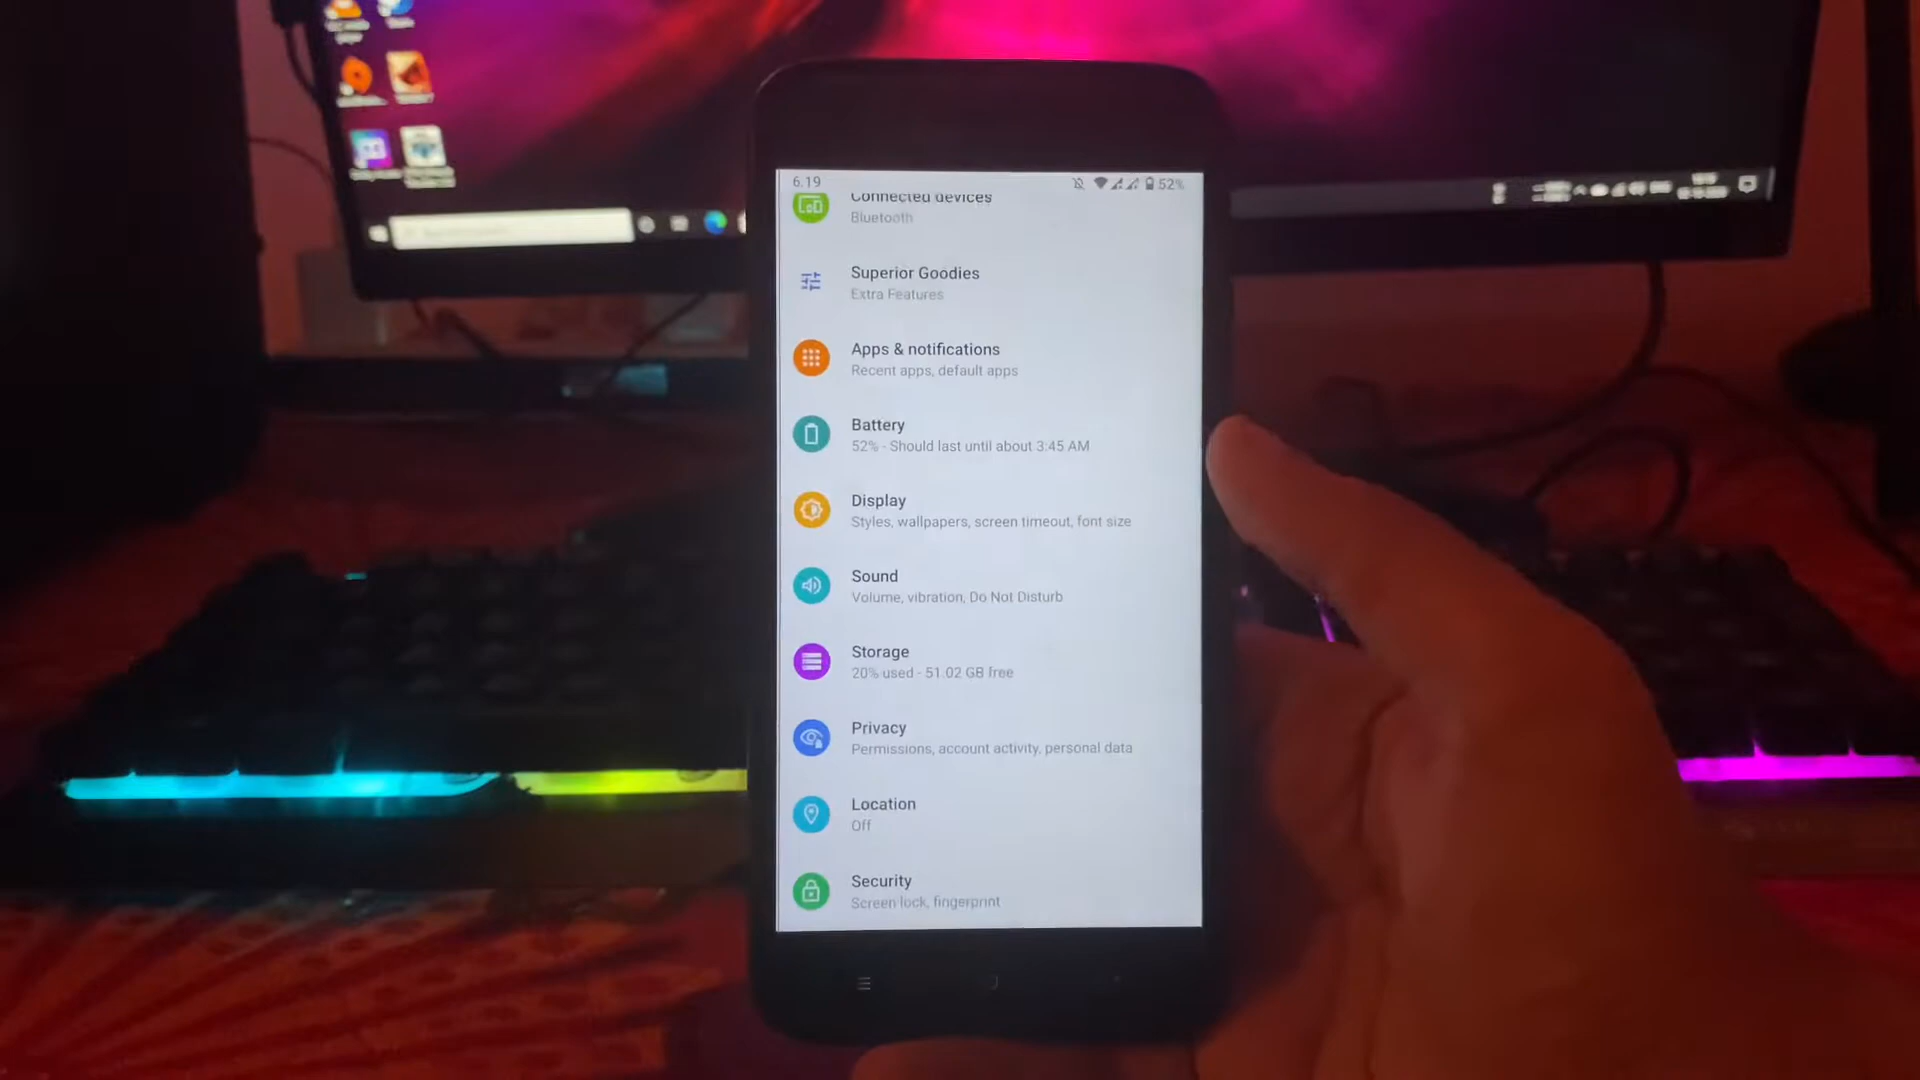 6.19
52%
Connected devices
Bluetooth
Superior Goodies
Extra Features
Apps & notifications
Recent apps, default apps
Battery
52% - Should last until about 3:45 AM
Display
Styles, wallpapers, screen timeout, font size
Sound
Volume, vibration, Do Not Disturb
Storage
20% used - 51.02 GB free
Privacy
Permissions, account activity, personal data
Location
Off
Security
Screen lock, fingerprint